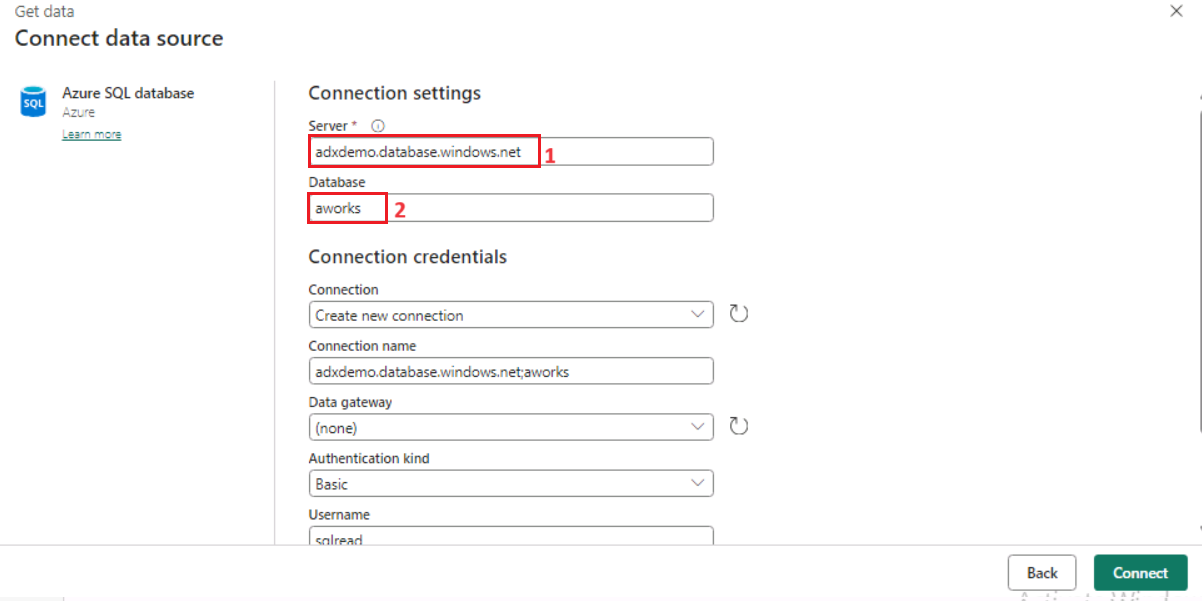 Get data
Connect data source
SQL
Azure SQL database
Azure
Learn more
Connection settings
Server *
adxdemo.database.windows.net
1
Database
aworks
2
Connection credentials
Connection
Create new connection
Connection name
adxdemo.database.windows.net;aworks
Data gateway
(none)
Authentication kind
Basic
Username
sqlread
Back
Connect